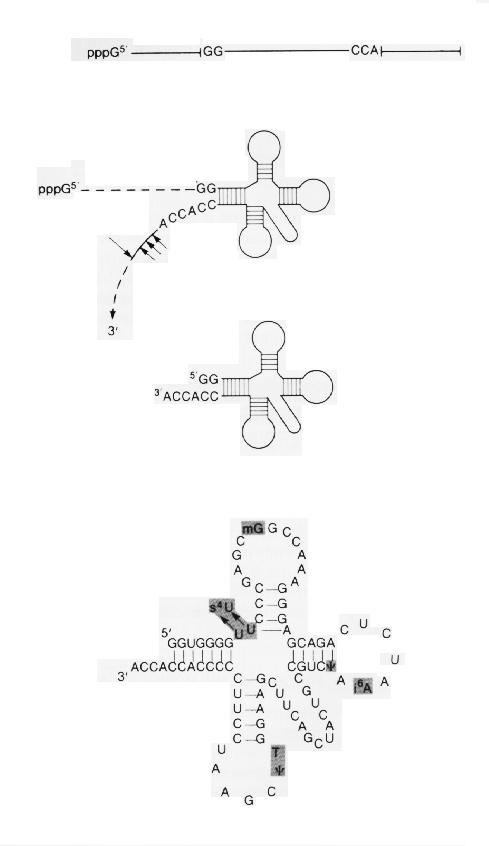 pppG5' GG CCA
pppG5' GG
ACCACC
3'
5'GG
3'ACCACC
mG G C
C C
G A
A A
G C G A
s4U C G
C G
U U A
5' GGUGGGG GCAGA C U C
U
3' ACCACCACCCC CGUCΨ A i6A A
C G C U U C A G C U A C U G C
U A
U A
C G
C G
U T
A Ψ
A G C